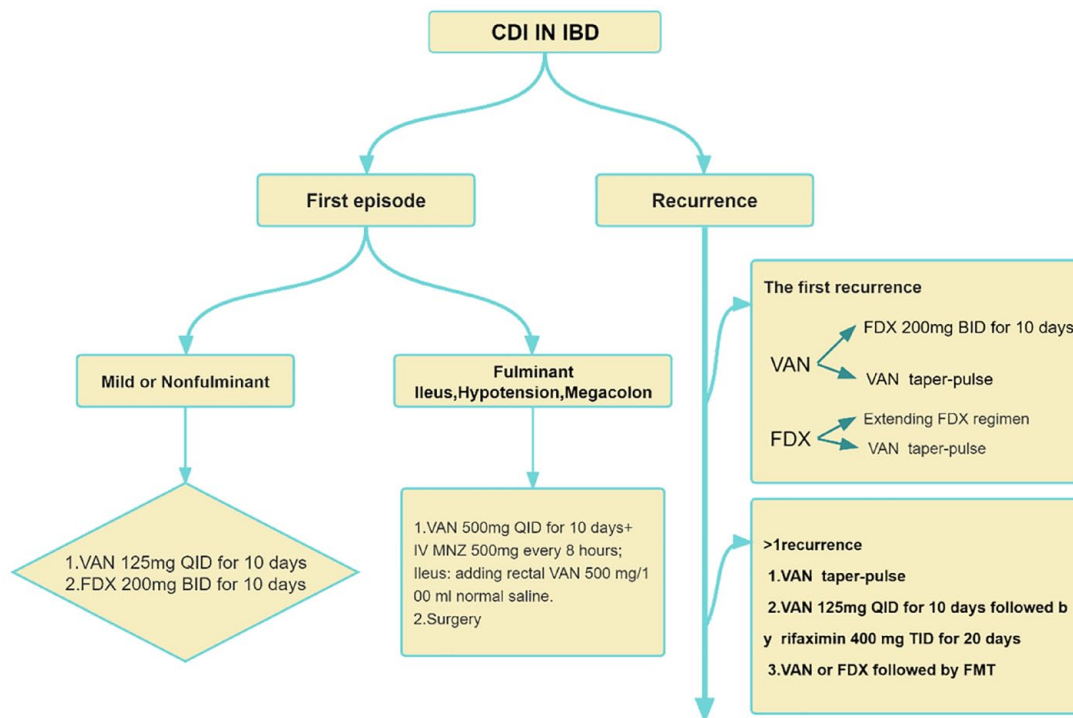 CDI IN IBD
First episode
Recurrence
Mild or Nonfulminant
Fulminant
Ileus,Hypotension,Megacolon
1.VAN 125mg QID for 10 days
2.FDX 200mg BID for 10 days
1.VAN 500mg QID for 10 days+
IV MNZ 500mg every 8 hours;
Ileus: adding rectal VAN 500 mg/1
00 ml normal saline.
2.Surgery
The first recurrence
FDX 200mg BID for 10 days
VAN
VAN taper-pulse
Extending FDX regimen
FDX
VAN taper-pulse
>1recurrence
1.VAN taper-pulse
2.VAN 125mg QID for 10 days followed b
y rifaximin 400 mg TID for 20 days
3.VAN or FDX followed by FMT